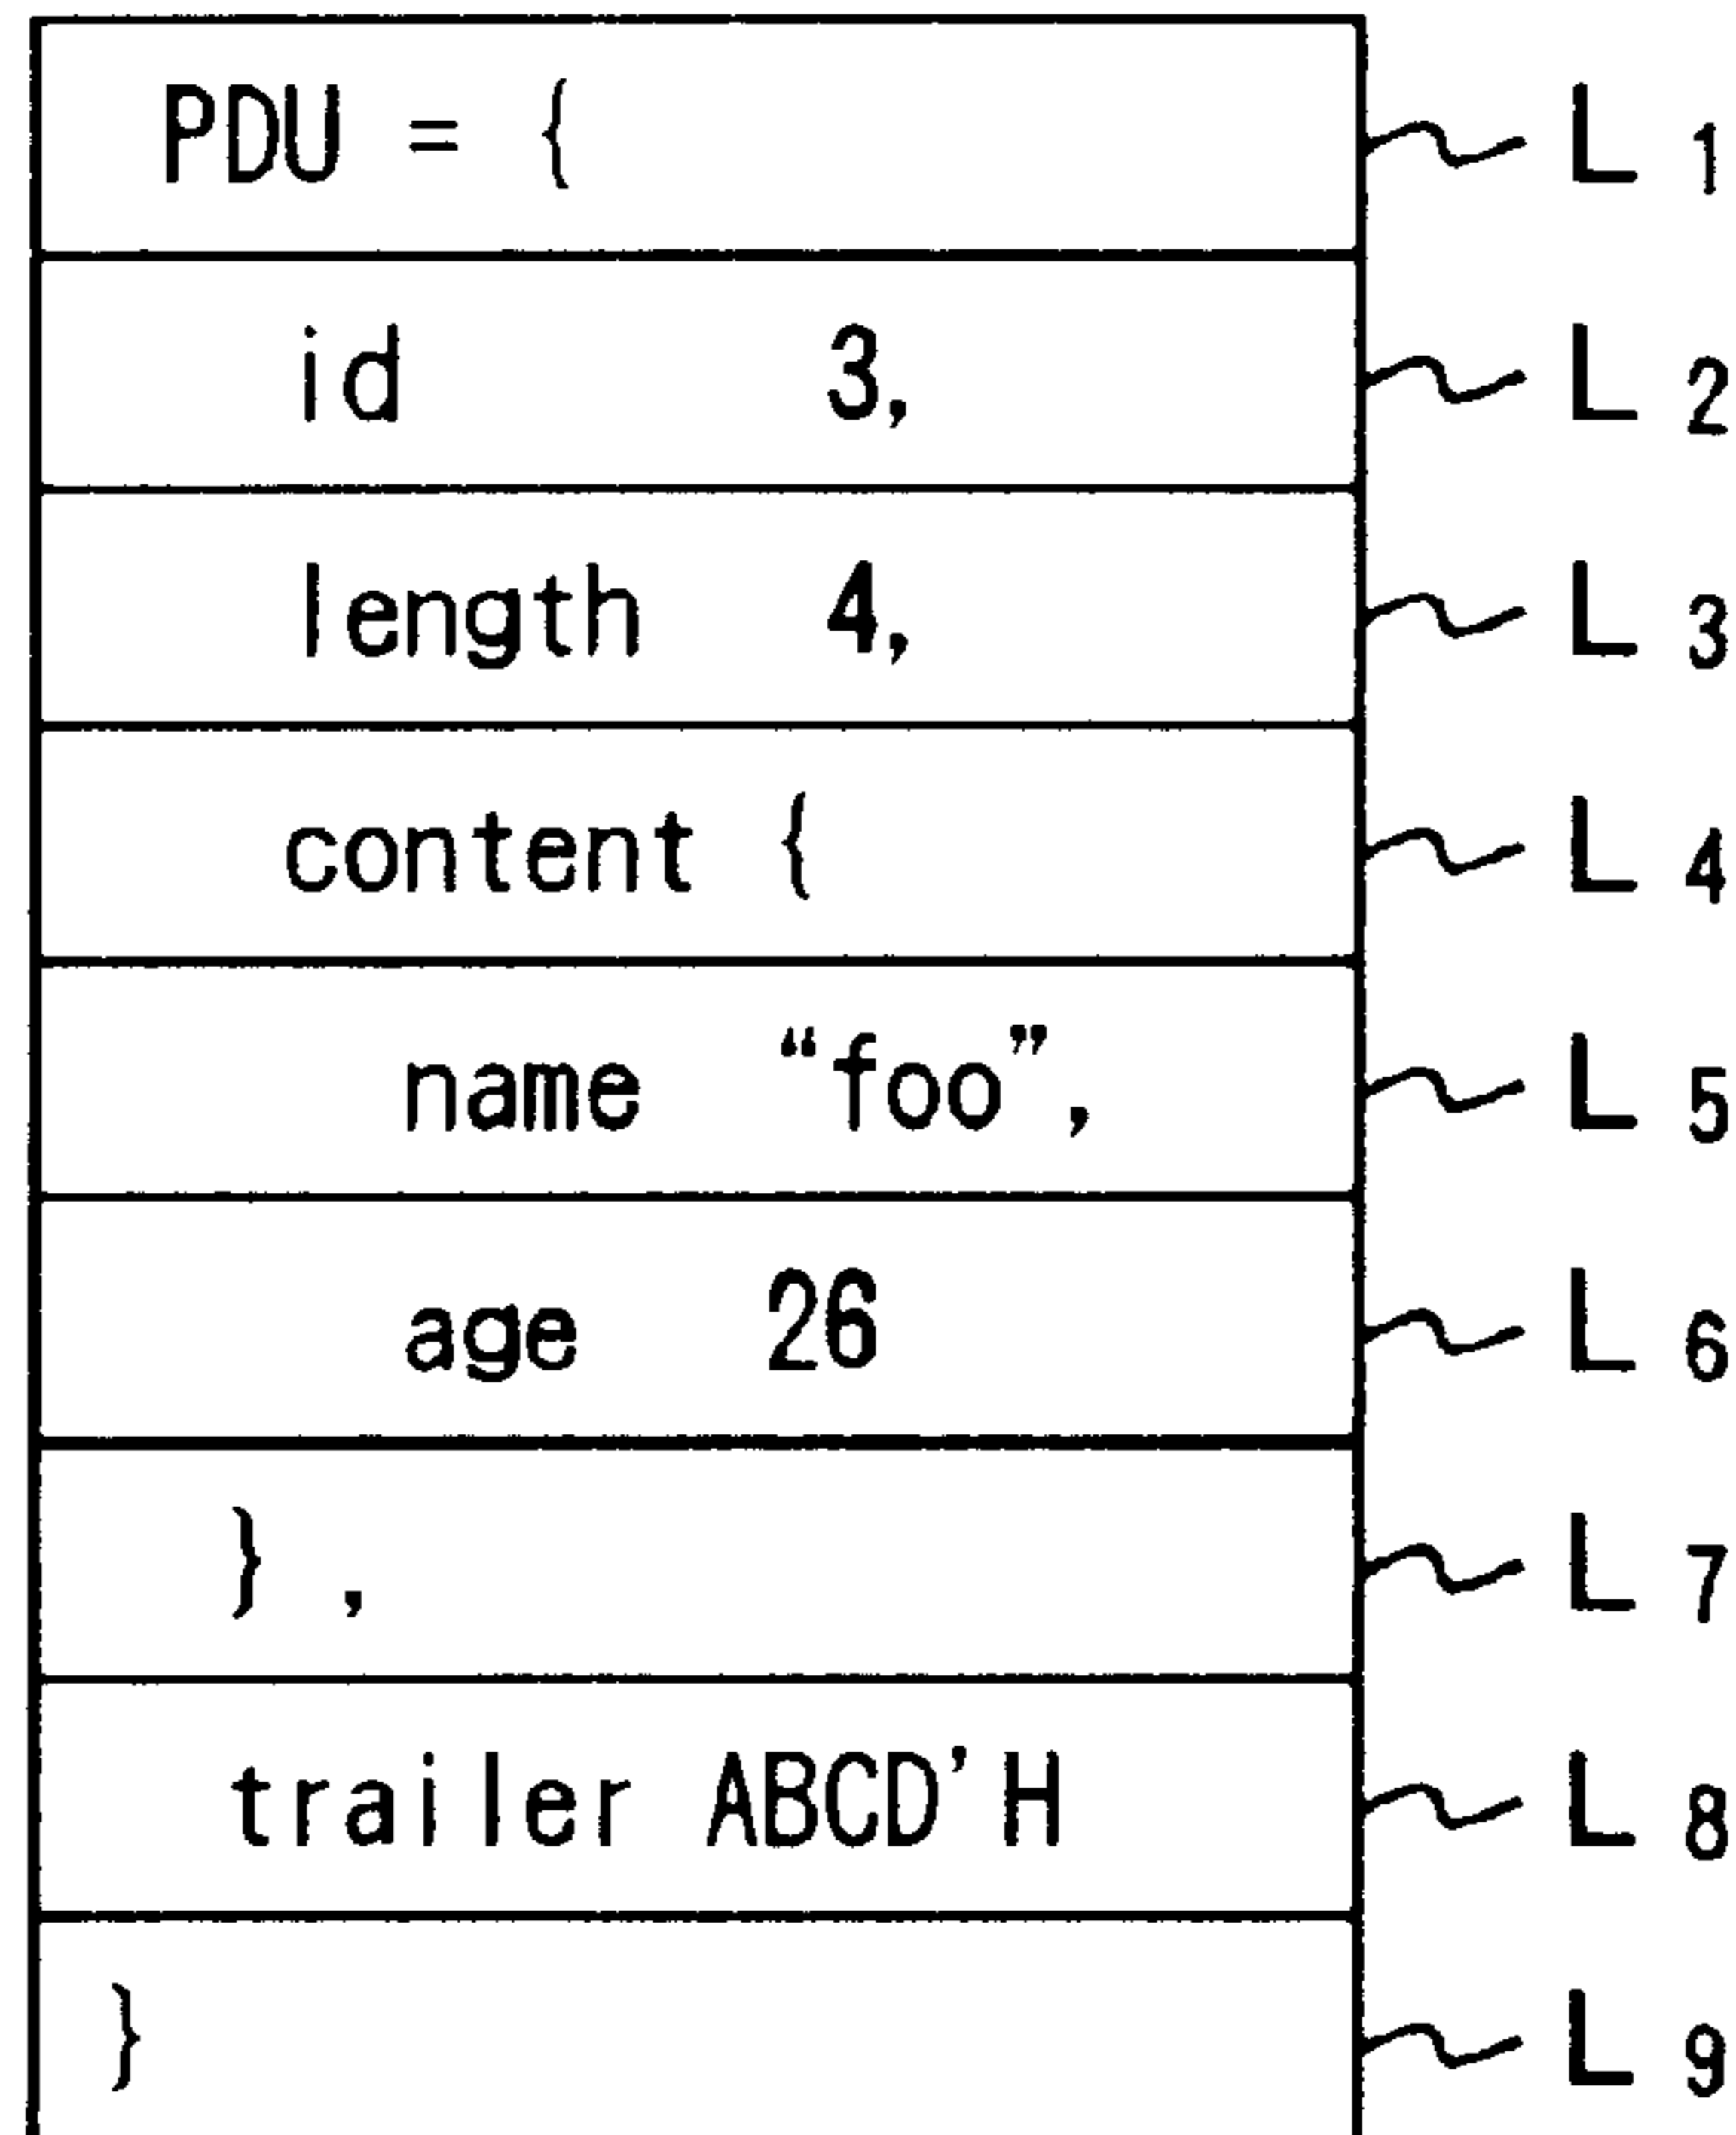 PDU = { L1
id 3, L2
length 4, L3
content { L4
name “foo”, L5
age 26 L6
}, L7
trailer ABCD'H L8
} L9